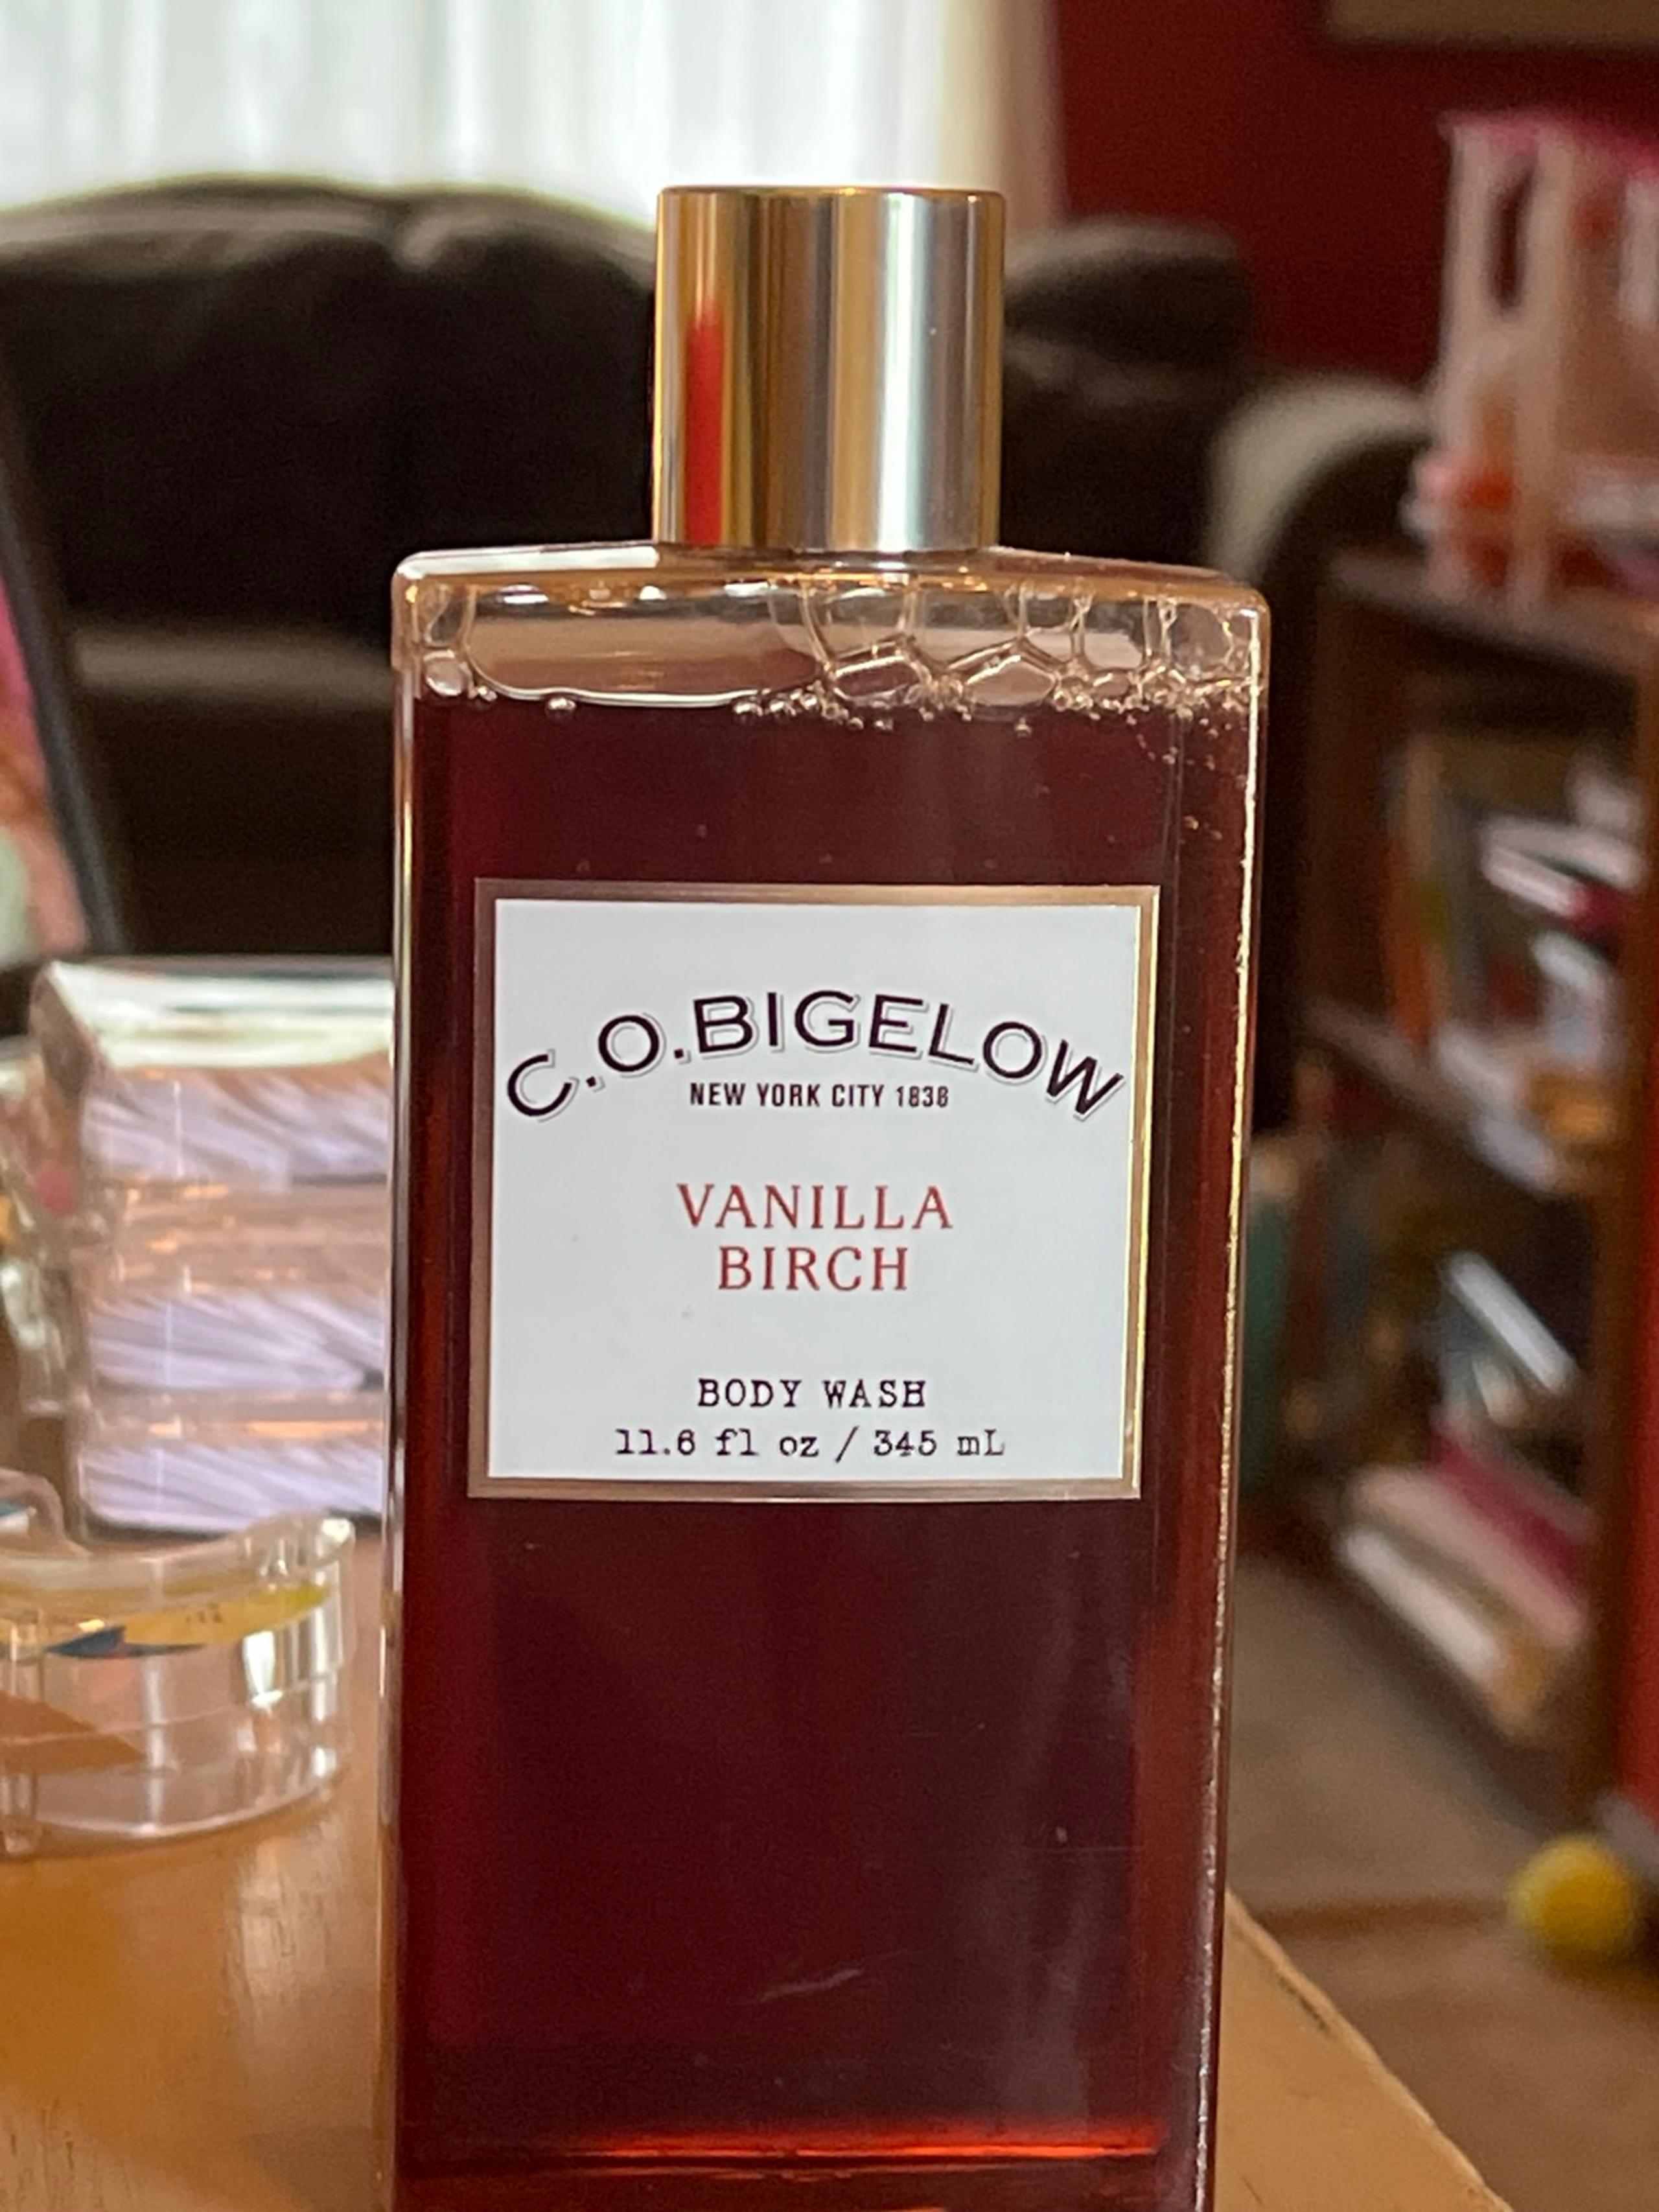 C.O.BIGELOW
NEW YORK CITY 1838
VANILLA
BIRCH
BODY WASH
11.6 fl oz / 345 mL